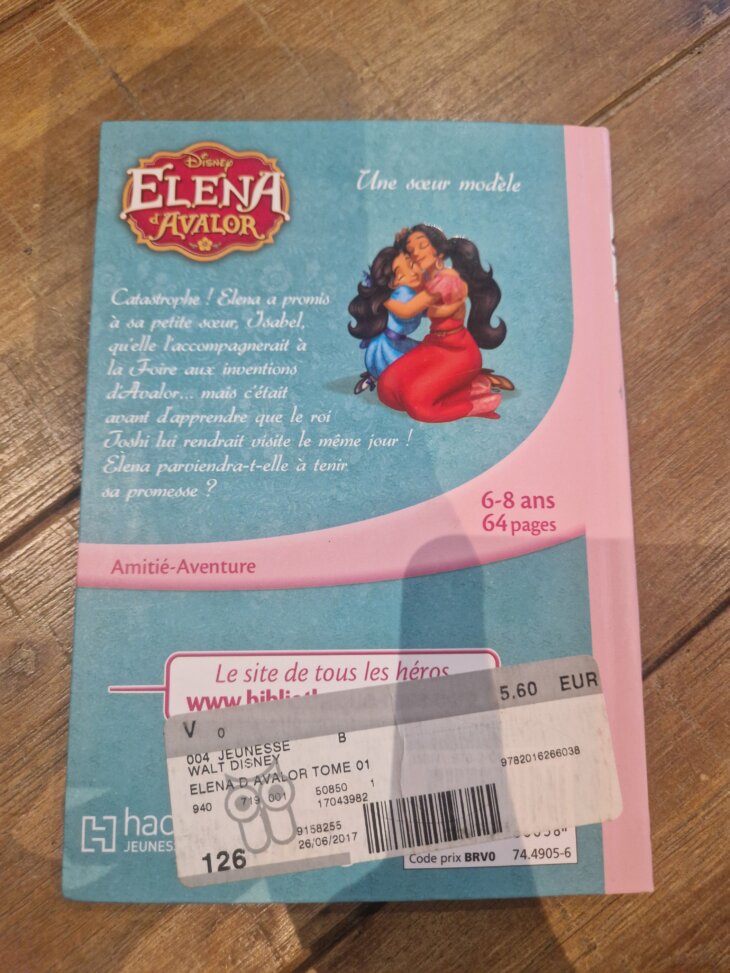 Disney
ELENA
d'AVALOR
Une sœur modèle
Catastrophe ! Elena a promis
à sa petite sœur, Isabel,
qu'elle l'accompagnerait à
la Foire aux inventions
d'Avalor... mais c'était
avant d'apprendre que le roi
Toshi lui rendrait visite le même jour !
Elena parviendra-t-elle à tenir
sa promesse ?
6-8 ans
64 pages
Amitié-Aventure
Le site de tous les héros
5.60 EUR
V 0
004 JEUNESSE B
WALT DISNEY
9782016266038
ELENA D AVALOR TOME 01
940 719 001 50850 1
17043982
9158255
26/06/2017
126
JEUNESSE
Code prix BRV0 74.4905-6